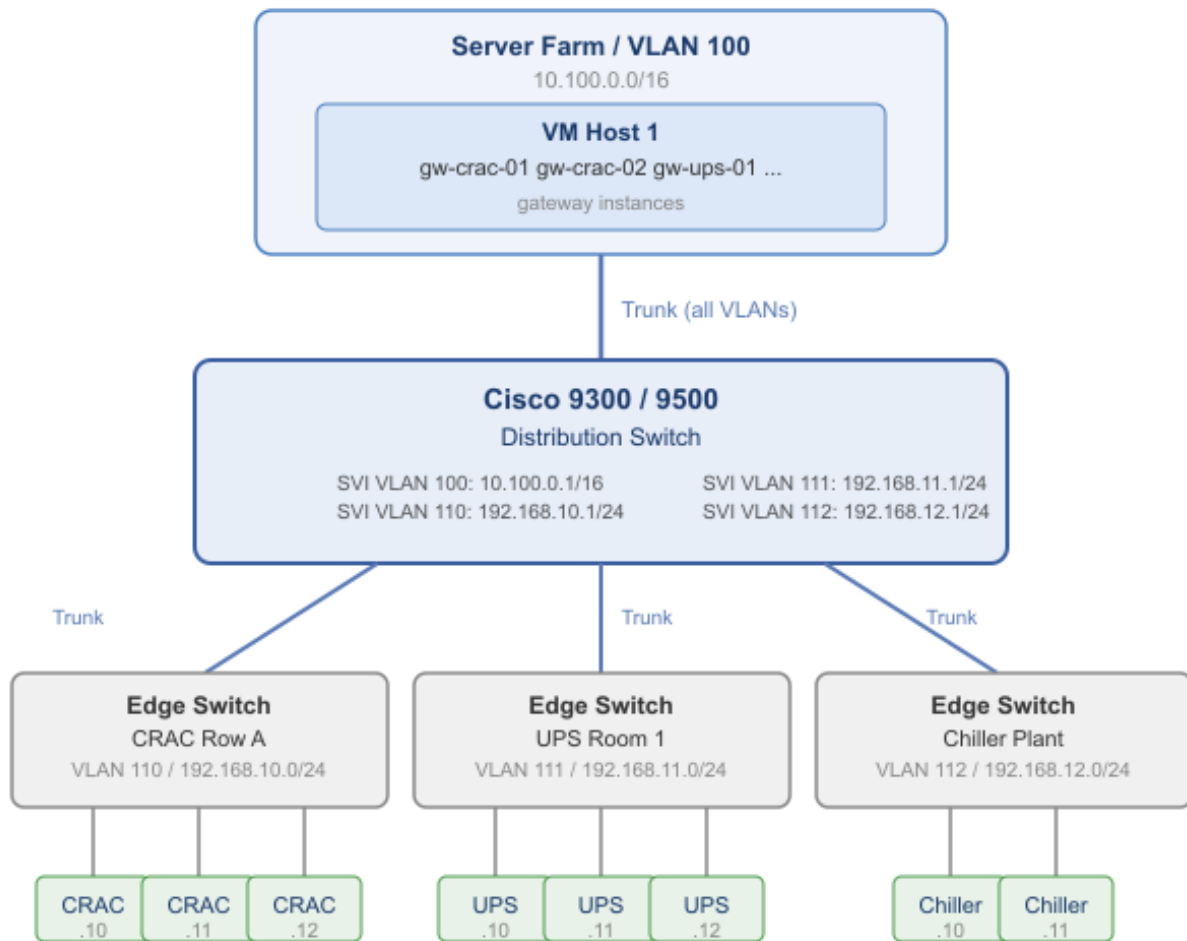 Server Farm / VLAN 100
10.100.0.0/16
VM Host 1
gw-crac-01 gw-crac-02 gw-ups-01 ...
gateway instances
Trunk (all VLANs)
Cisco 9300 / 9500
Distribution Switch
SVI VLAN 100: 10.100.0.1/16 SVI VLAN 111: 192.168.11.1/24
SVI VLAN 110: 192.168.10.1/24 SVI VLAN 112: 192.168.12.1/24
Trunk Trunk Trunk
Edge Switch Edge Switch Edge Switch
CRAC Row A UPS Room 1 Chiller Plant
VLAN 110 / 192.168.10.0/24 VLAN 111 / 192.168.11.0/24 VLAN 112 / 192.168.12.0/24
CRAC CRAC CRAC UPS UPS UPS Chiller Chiller
.10 .11 .12 .10 .11 .12 .10 .11